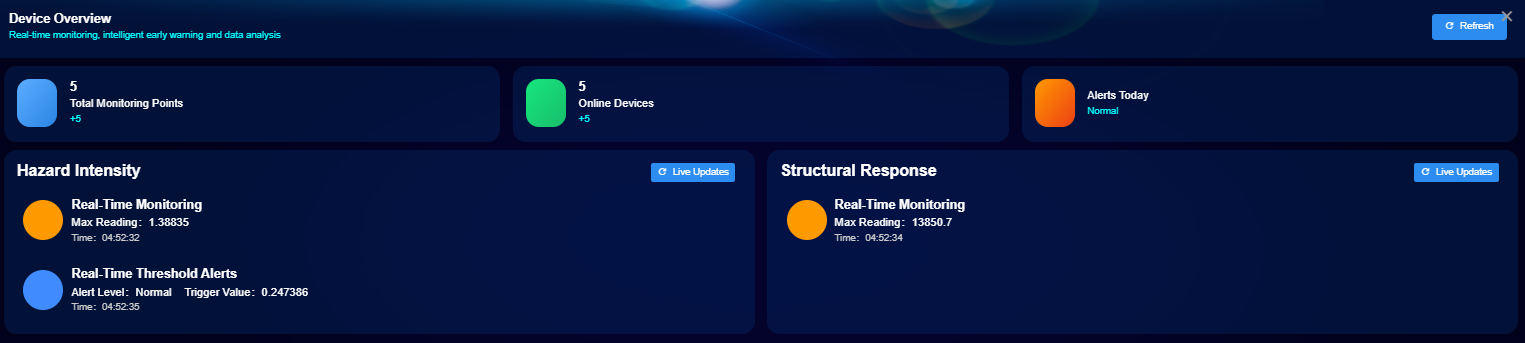 Device Overview
Real-time monitoring, intelligent early warning and data analysis
Refresh
5
Total Monitoring Points
+5
5
Online Devices
+5
Alerts Today
Normal
Hazard Intensity
Live Updates
Real-Time Monitoring
Max Reading：1.38835
Time：04:52:32
Real-Time Threshold Alerts
Alert Level：Normal Trigger Value：0.247386
Time：04:52:35
Structural Response
Live Updates
Real-Time Monitoring
Max Reading：13850.7
Time：04:52:34